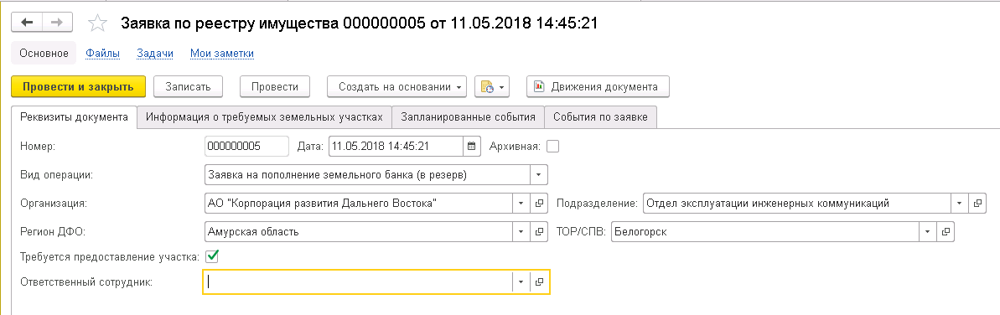 Заявка по реестру имущества 000000005 от 11.05.2018 14:45:21
Основное Файлы Задачи Мои заметки
Провести и закрыть Записать Провести Создать на основании Движения документа
Реквизиты документа Информация о требуемых земельных участках Запланированные события События по заявке
Номер: 000000005 Дата: 11.05.2018 14:45:21 Архивная:
Вид операции: Заявка на пополнение земельного банка (в резерв)
Организация: АО "Корпорация развития Дальнего Востока" Подразделение: Отдел эксплуатации инженерных коммуникаций
Регион ДФО: Амурская область ТОР/СПВ: Белогорск
Требуется предоставление участка:
Ответственный сотрудник: